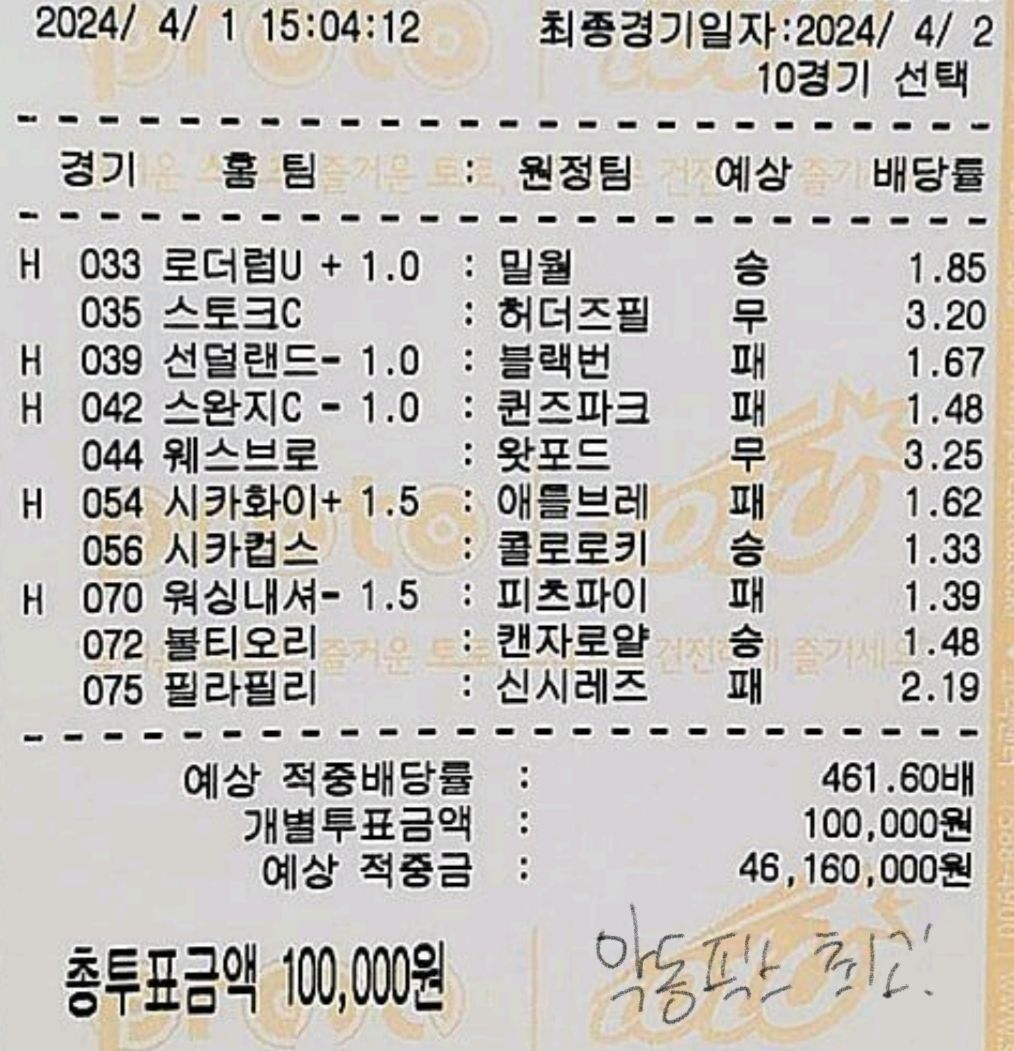 2024/ 4/ 1 15:04:12 최종경기일자:2024/ 4/ 2
10경기 선택
경기 홈 팀 : 원정팀 예상 배당률
H 033 로더럼U + 1.0 : 밀월 승 1.85
035 스토크C : 허더즈필 무 3.20
H 039 선덜랜드- 1.0 : 블랙번 패 1.67
H 042 스완지C - 1.0 : 퀸즈파크 패 1.48
044 웨스브로 : 왓포드 무 3.25
H 054 시카화이+ 1.5 : 애틀브레 패 1.62
056 시카컵스 : 콜로로키 승 1.33
H 070 워싱내셔- 1.5 : 피츠파이 패 1.39
072 볼티오리 : 캔자로얄 승 1.48
075 필라필리 : 신시레즈 패 2.19
예상 적중배당률 : 461.60배
개별투표금액 : 100,000원
예상 적중금 : 46,160,000원
총투표금액 100,000원
악동픽스 최고!